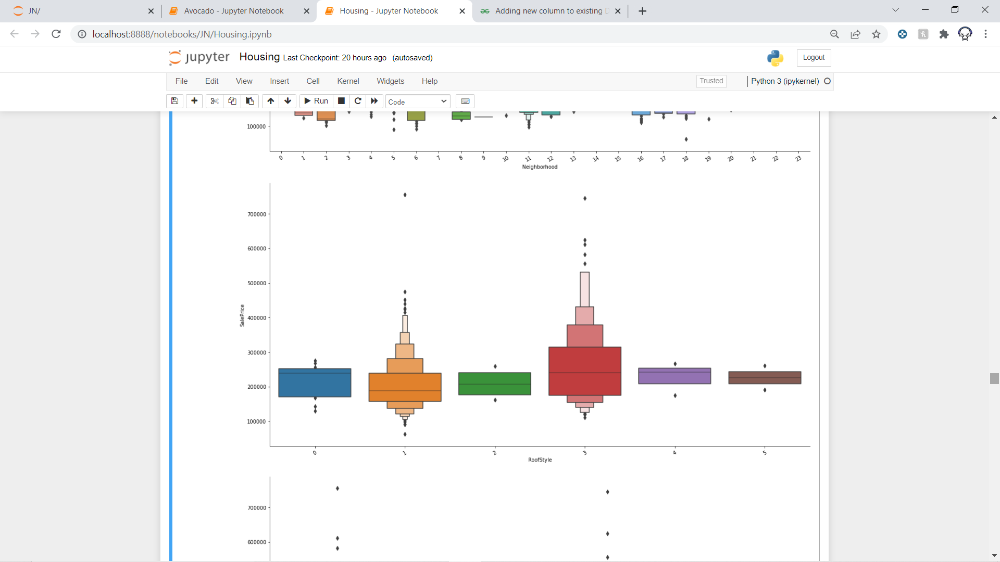 JN/
Avocado - Jupyter Notebook
Housing - Jupyter Notebook
Adding new column to existing D
localhost:8888/notebooks/JN/Housing.ipynb
jupyter Housing Last Checkpoint: 20 hours ago (autosaved)
Logout
File Edit View Insert Cell Kernel Widgets Help
Trusted Python 3 (ipykernel)
Run Code
100000
0 1 2 3 4 5 6 7 8 9 10 11 12 13 14 15 16 17 18 19 20 21 22 23
Neighborhood
700000
600000
500000
SalePrice
400000
300000
200000
100000
0 1 2 3 4 5
RoofStyle
700000
600000